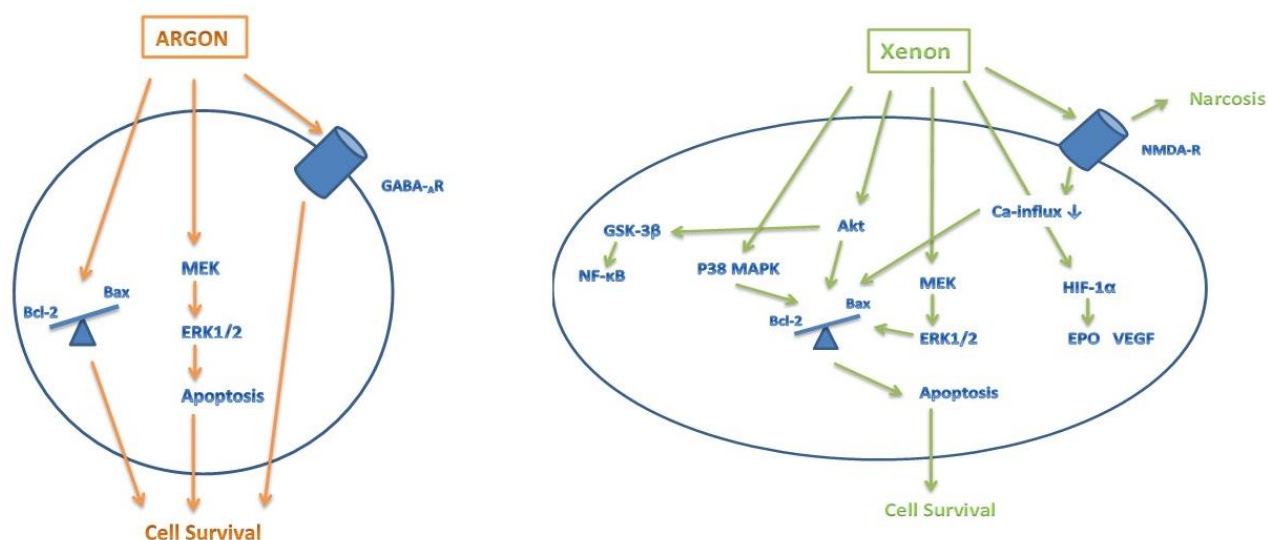 ARGON
GABA-AR
MEK
Bax
Bcl-2
ERK1/2
Apoptosis
Cell Survival
Xenon
Narcosis
NMDA-R
Ca-influx ↓
GSK-3β
Akt
NF-κB
P38 MAPK
MEK
HIF-1α
Bax
Bcl-2
ERK1/2
EPO VEGF
Apoptosis
Cell Survival